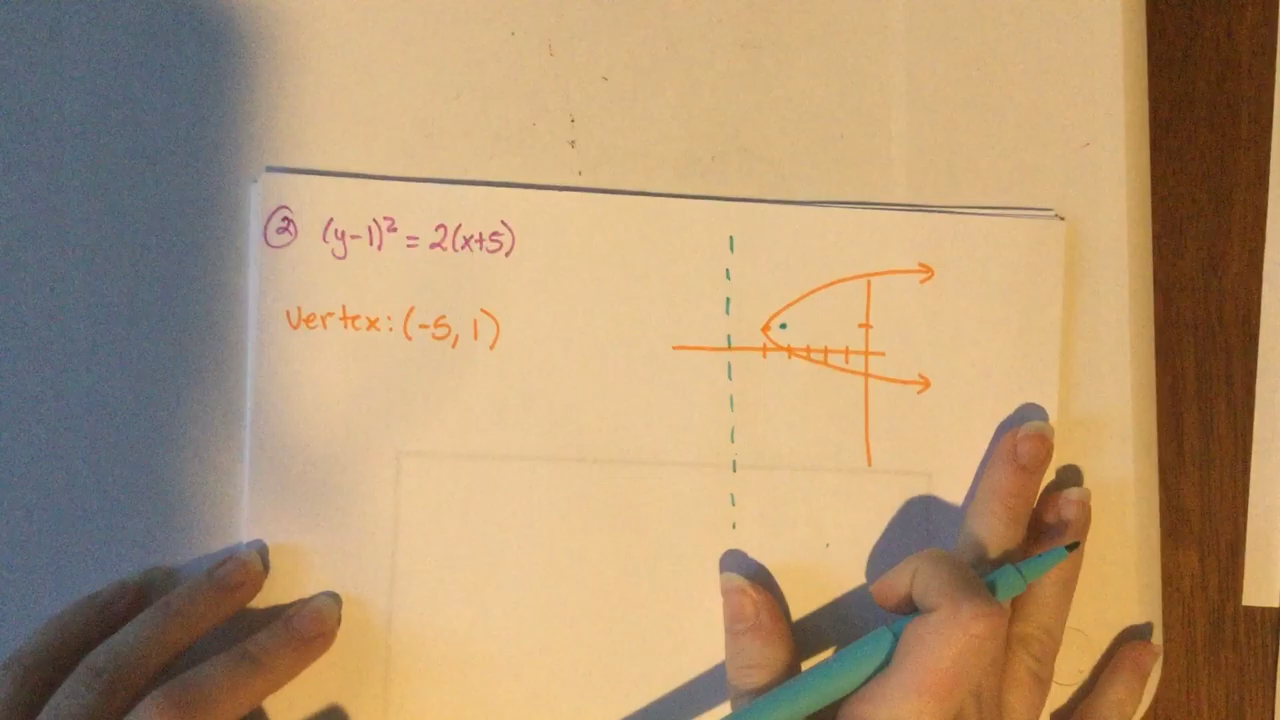 ② (y-1)² = 2(x+5)
vertex: (-5, 1)